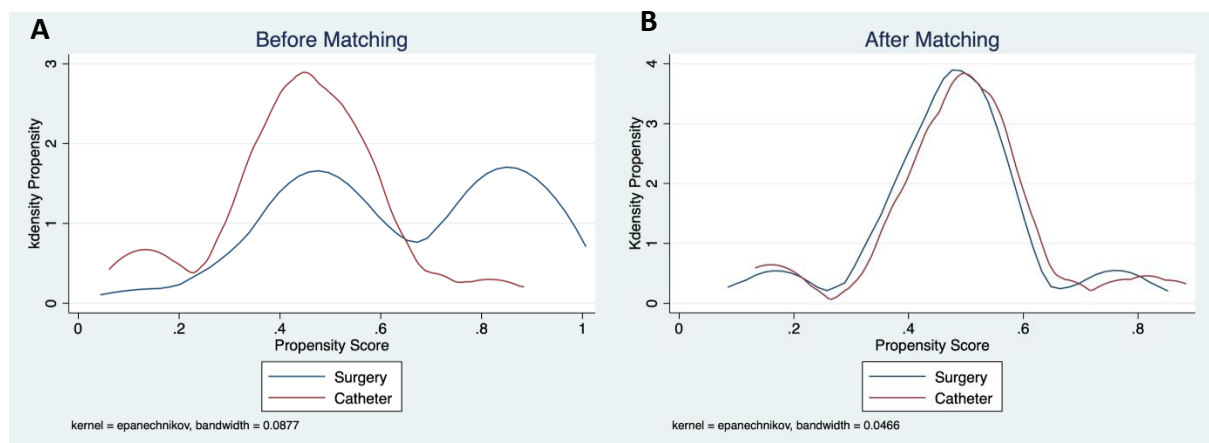 A
Before Matching
kdensity Propensity
3
2
1
0
0 .2 .4 .6 .8 1
Propensity Score
Surgery
Catheter
kernel = epanechnikov, bandwidth = 0.0877
B
After Matching
Kdensity Propensity
4
3
2
1
0
0 .2 .4 .6 .8
Propensity Score
Surgery
Catheter
kernel = epanechnikov, bandwidth = 0.0466